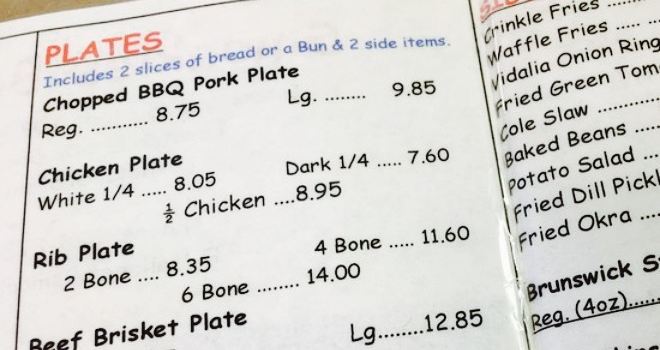 PLATES
Includes 2 slices of bread or a Bun & 2 side items.
Chopped BBQ Pork Plate
Reg. ........... 8.75 Lg. ........ 9.85
Chicken Plate
White 1/4 ..... 8.05 Dark 1/4 ..... 7.60
½ Chicken ....8.95
Rib Plate
2 Bone .... 8.35 4 Bone ..... 11.60
6 Bone ........ 14.00
Beef Brisket Plate
Lg........12.85
Crinkle Fries
Waffle Fries
Vidalia Onion Ring
Fried Green Tom
Cole Slaw
Baked Beans
Potato Salad
Fried Dill Pickl
Fried Okra
Brunswick S
Reg. (4oz)